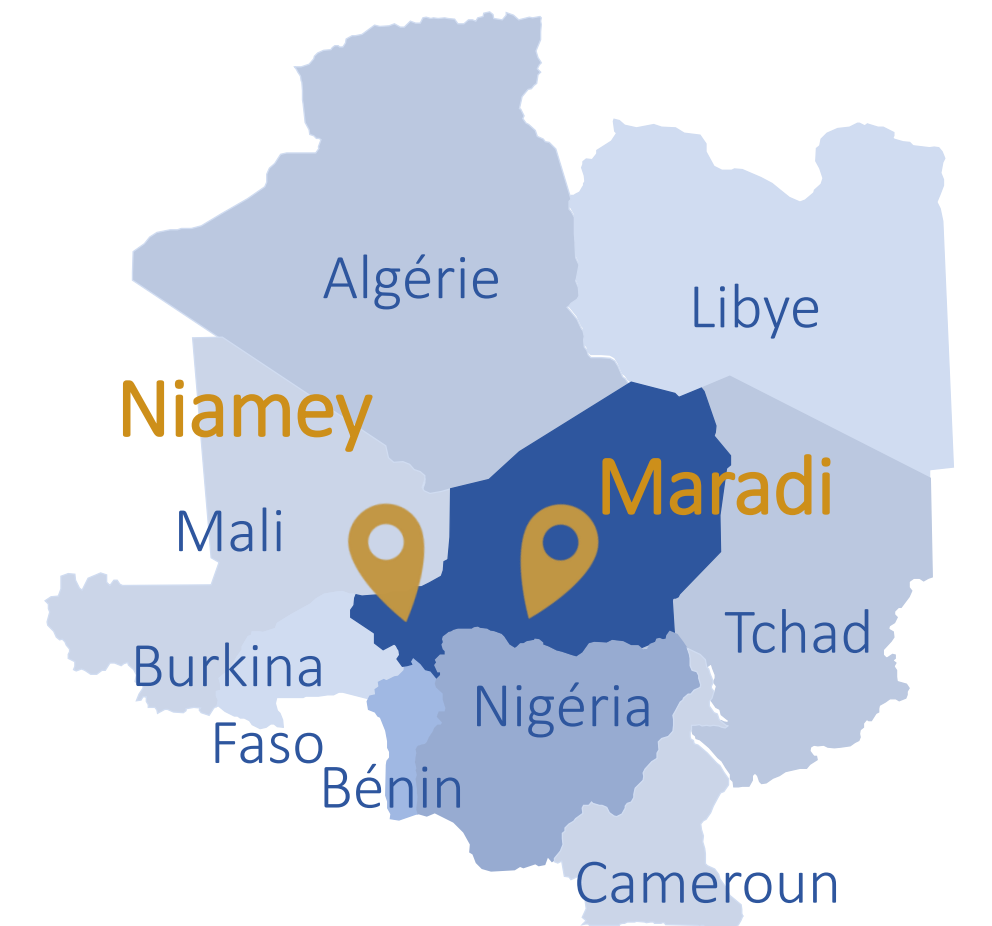 Algérie
Libye
Niamey
Maradi
Mali
Tchad
Burkina
Faso
Nigéria
Bénin
Cameroun